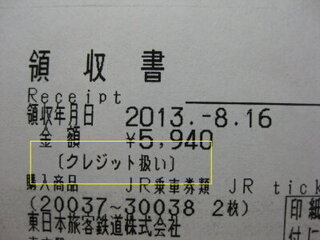 領収書
Receipt
領収年月日 2013.-8.16
金額 ¥5,940
(クレジット扱い)
購入商品 JR乗車券類 JR tick
(20037~30038 2枚)
東日本旅客鉄道株式会社
印紙
付に